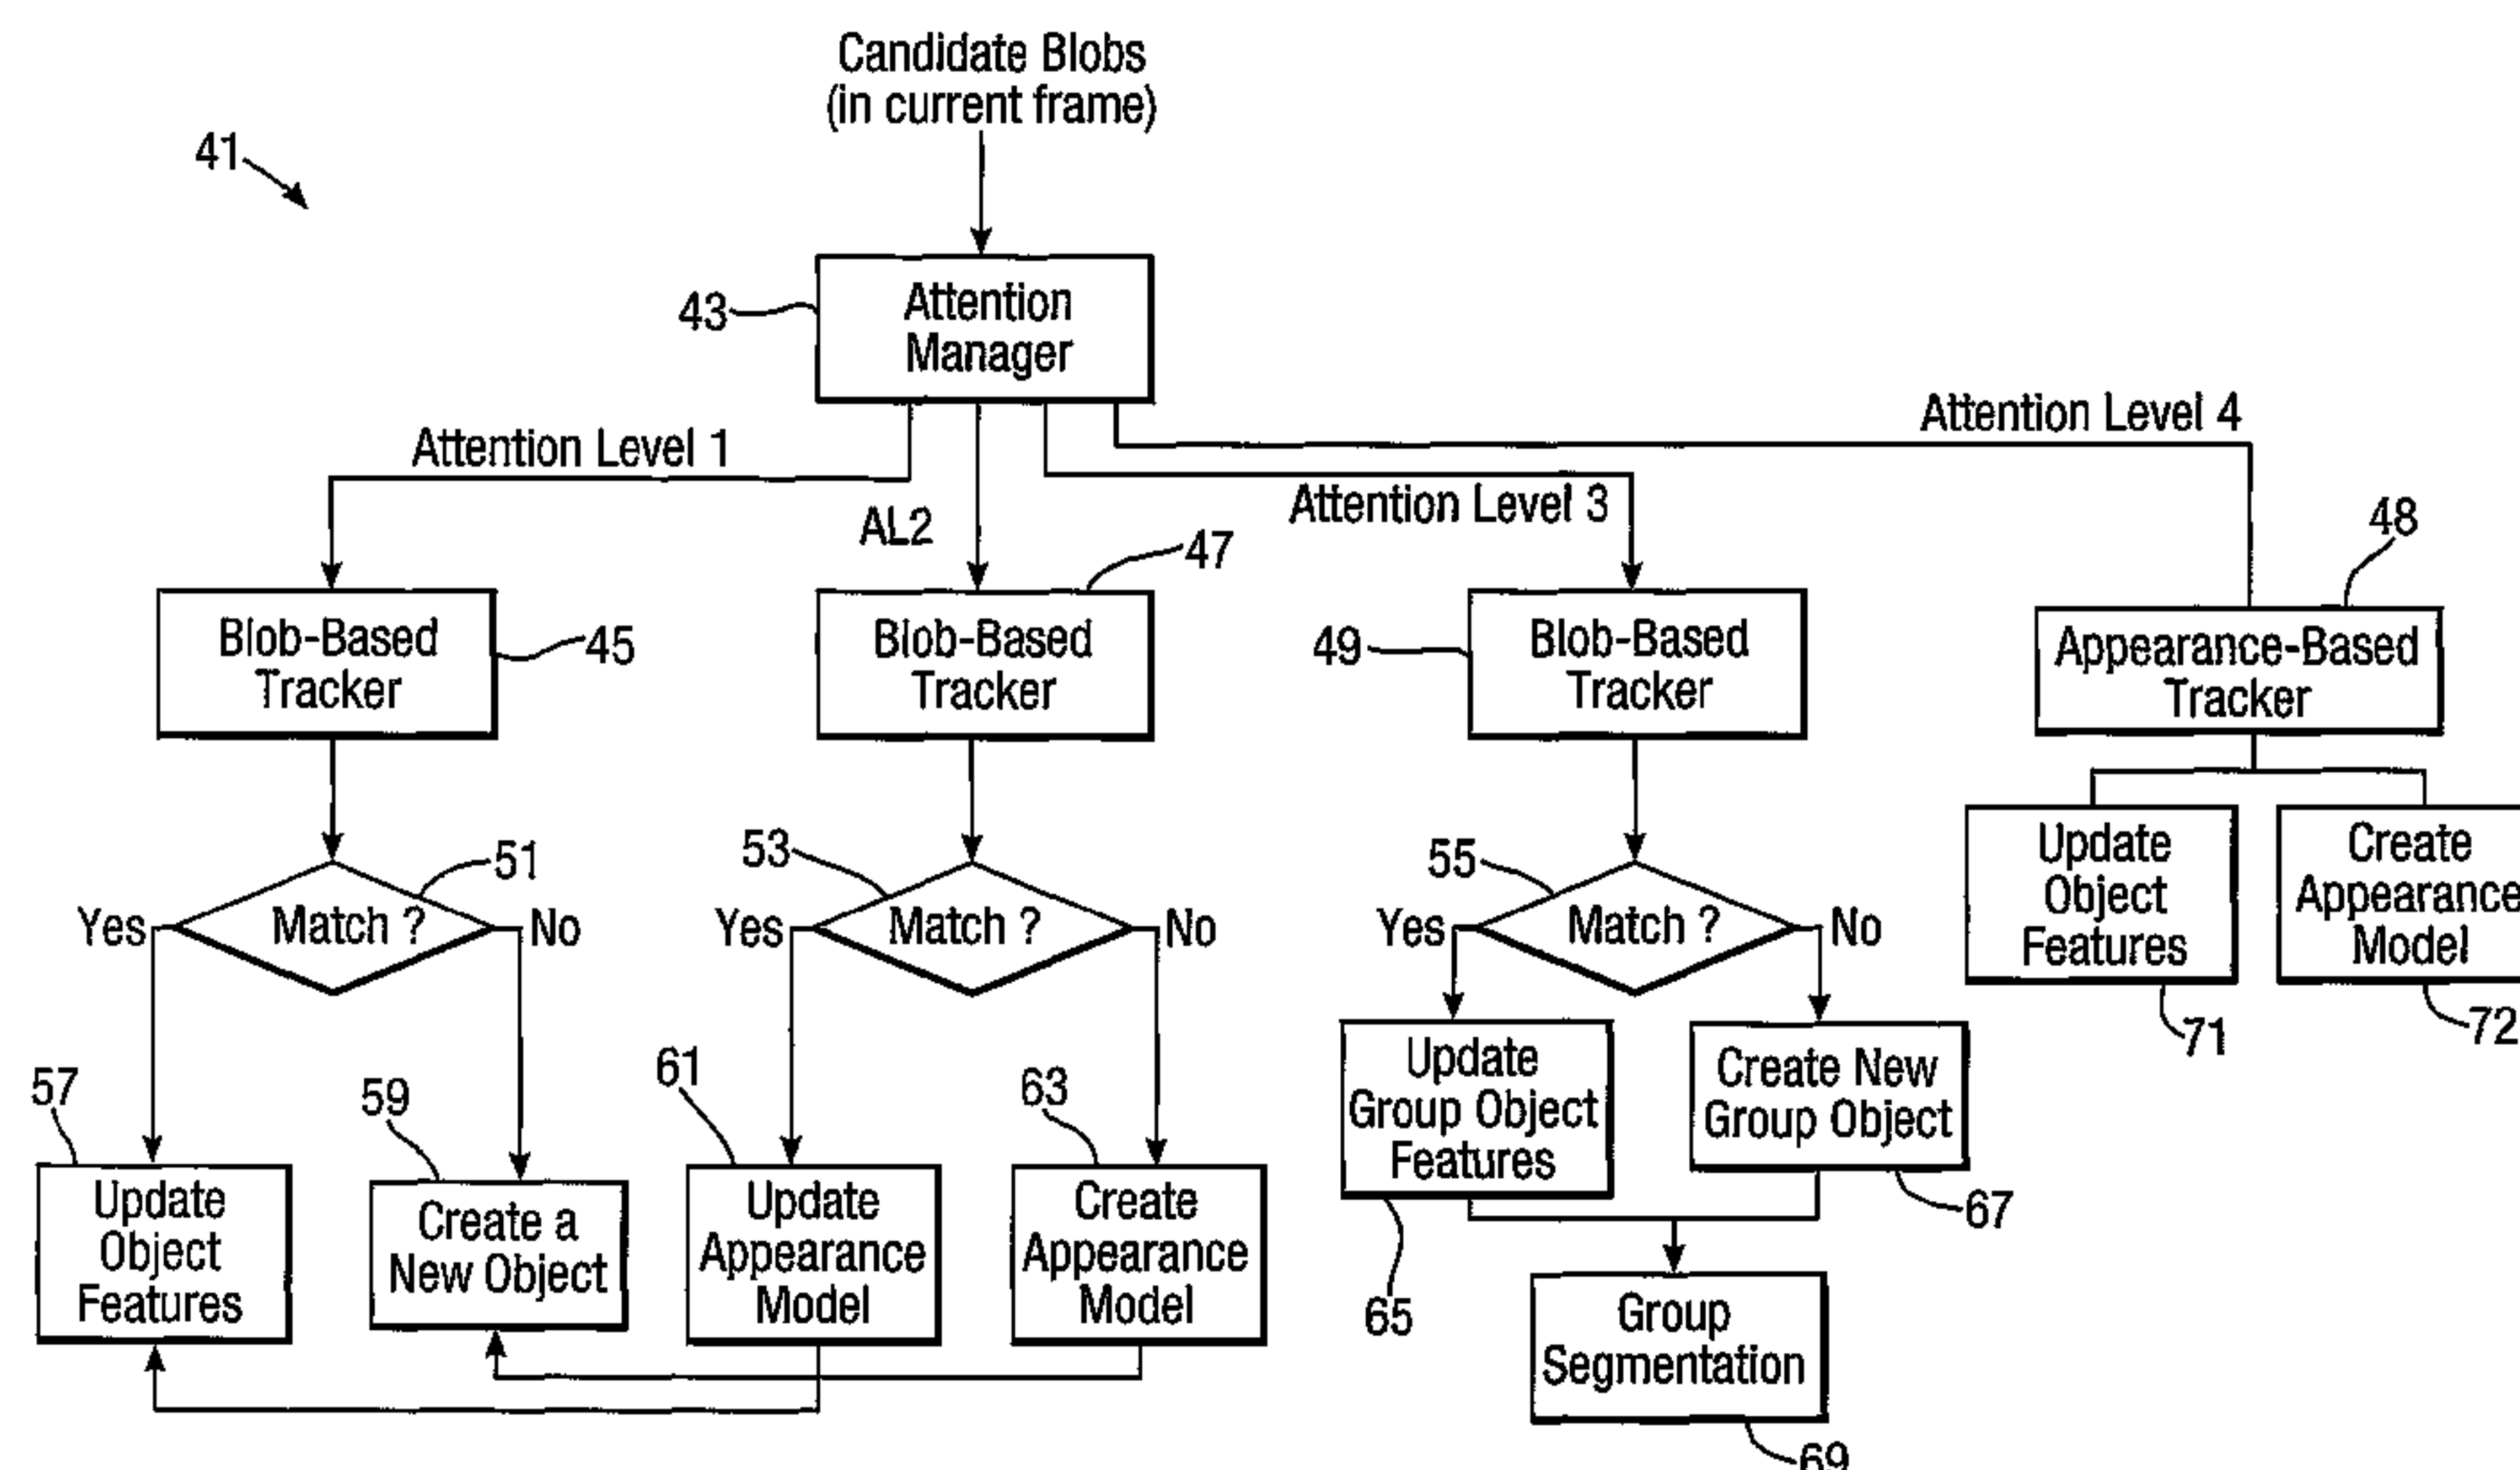 Candidate Blobs
(in current frame)
41
43
Attention
Manager
Attention Level 1
AL2
Attention Level 3
Attention Level 4
Blob-Based
Tracker
45
Blob-Based
Tracker
47
49
Blob-Based
Tracker
48
Appearance-Based
Tracker
51
Yes
Match ?
No
53
Yes
Match ?
No
55
Yes
Match ?
No
Update
Object
Features
71
Create
Appearance
Model
72
57
Update
Object
Features
59
Create a
New Object
61
Update
Appearance
Model
63
Create
Appearance
Model
Update
Group Object
Features
65
Create New
Group Object
67
Group
Segmentation
69